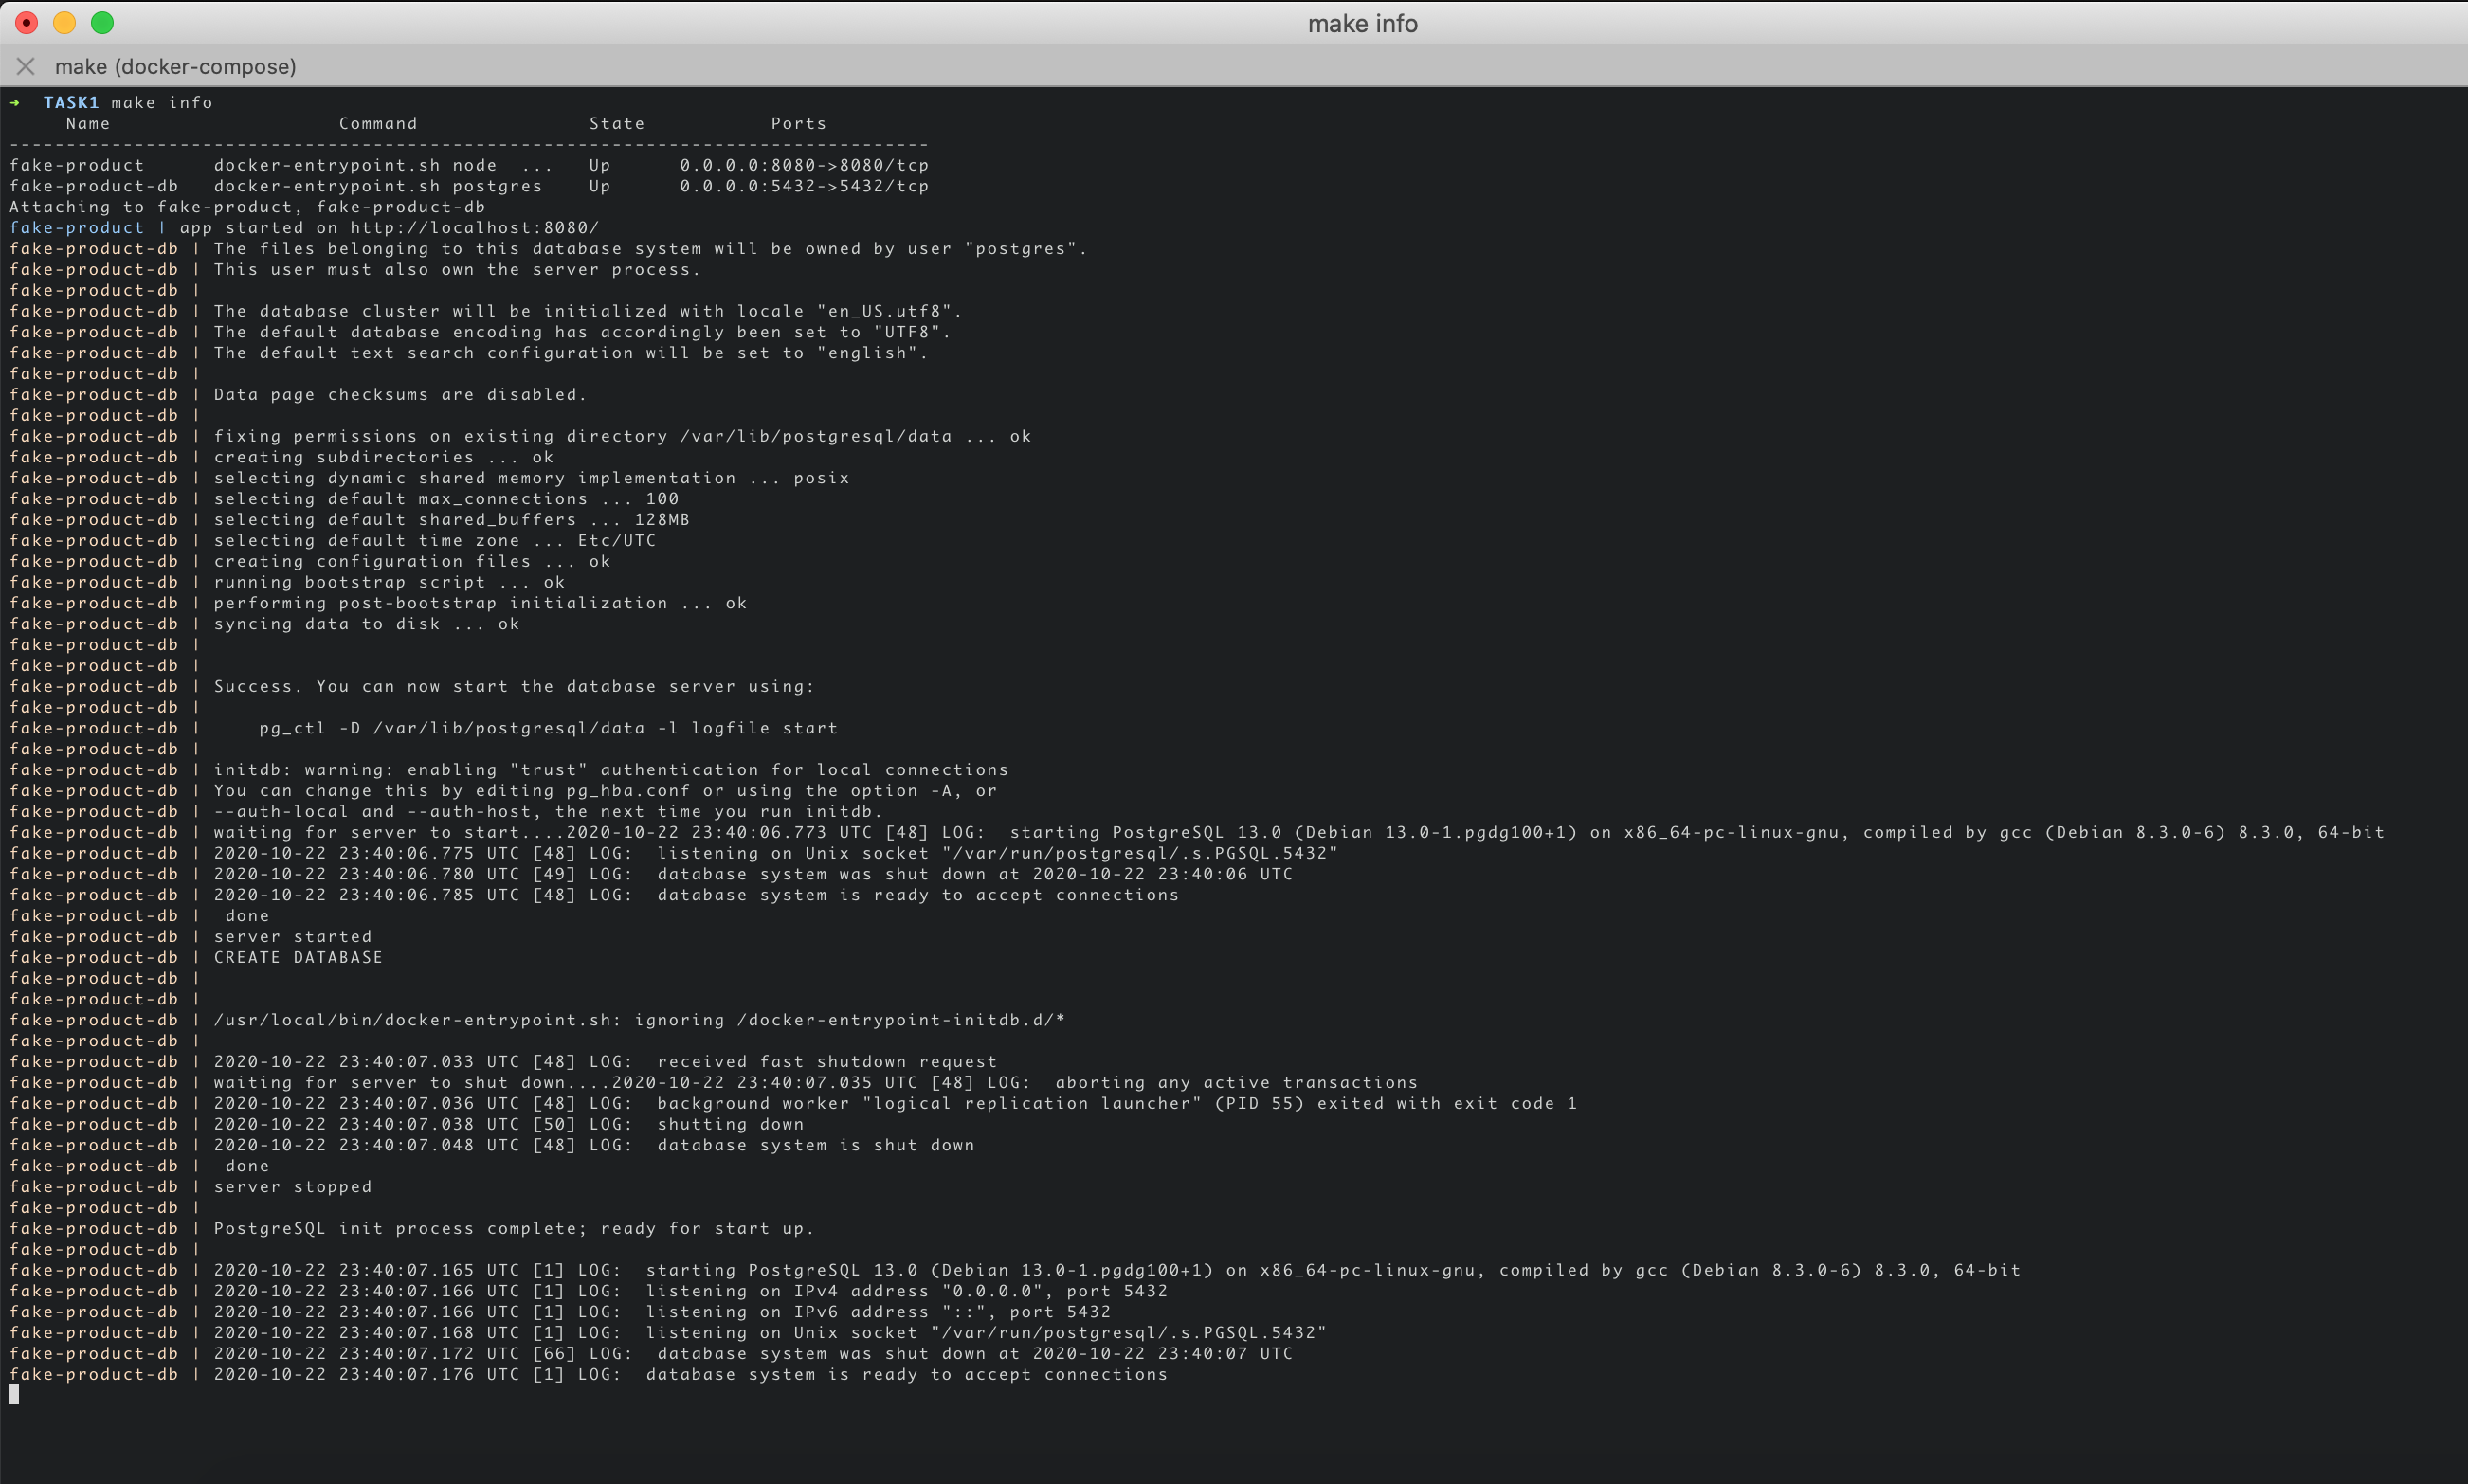 make info
make (docker-compose)
➜  TASK1 make info
     Name                    Command               State           Ports
---------------------------------------------------------------------------------
fake-product      docker-entrypoint.sh node  ...   Up      0.0.0.0:8080->8080/tcp
fake-product-db   docker-entrypoint.sh postgres    Up      0.0.0.0:5432->5432/tcp
Attaching to fake-product, fake-product-db
fake-product | app started on http://localhost:8080/
fake-product-db | The files belonging to this database system will be owned by user "postgres".
fake-product-db | This user must also own the server process.
fake-product-db |
fake-product-db | The database cluster will be initialized with locale "en_US.utf8".
fake-product-db | The default database encoding has accordingly been set to "UTF8".
fake-product-db | The default text search configuration will be set to "english".
fake-product-db |
fake-product-db | Data page checksums are disabled.
fake-product-db |
fake-product-db | fixing permissions on existing directory /var/lib/postgresql/data ... ok
fake-product-db | creating subdirectories ... ok
fake-product-db | selecting dynamic shared memory implementation ... posix
fake-product-db | selecting default max_connections ... 100
fake-product-db | selecting default shared_buffers ... 128MB
fake-product-db | selecting default time zone ... Etc/UTC
fake-product-db | creating configuration files ... ok
fake-product-db | running bootstrap script ... ok
fake-product-db | performing post-bootstrap initialization ... ok
fake-product-db | syncing data to disk ... ok
fake-product-db |
fake-product-db |
fake-product-db | Success. You can now start the database server using:
fake-product-db |
fake-product-db |     pg_ctl -D /var/lib/postgresql/data -l logfile start
fake-product-db |
fake-product-db | initdb: warning: enabling "trust" authentication for local connections
fake-product-db | You can change this by editing pg_hba.conf or using the option -A, or
fake-product-db | --auth-local and --auth-host, the next time you run initdb.
fake-product-db | waiting for server to start....2020-10-22 23:40:06.773 UTC [48] LOG:  starting PostgreSQL 13.0 (Debian 13.0-1.pgdg100+1) on x86_64-pc-linux-gnu, compiled by gcc (Debian 8.3.0-6) 8.3.0, 64-bit
fake-product-db | 2020-10-22 23:40:06.775 UTC [48] LOG:  listening on Unix socket "/var/run/postgresql/.s.PGSQL.5432"
fake-product-db | 2020-10-22 23:40:06.780 UTC [49] LOG:  database system was shut down at 2020-10-22 23:40:06 UTC
fake-product-db | 2020-10-22 23:40:06.785 UTC [48] LOG:  database system is ready to accept connections
fake-product-db |  done
fake-product-db | server started
fake-product-db | CREATE DATABASE
fake-product-db |
fake-product-db |
fake-product-db | /usr/local/bin/docker-entrypoint.sh: ignoring /docker-entrypoint-initdb.d/*
fake-product-db |
fake-product-db | 2020-10-22 23:40:07.033 UTC [48] LOG:  received fast shutdown request
fake-product-db | waiting for server to shut down....2020-10-22 23:40:07.035 UTC [48] LOG:  aborting any active transactions
fake-product-db | 2020-10-22 23:40:07.036 UTC [48] LOG:  background worker "logical replication launcher" (PID 55) exited with exit code 1
fake-product-db | 2020-10-22 23:40:07.038 UTC [50] LOG:  shutting down
fake-product-db | 2020-10-22 23:40:07.048 UTC [48] LOG:  database system is shut down
fake-product-db |  done
fake-product-db | server stopped
fake-product-db |
fake-product-db | PostgreSQL init process complete; ready for start up.
fake-product-db |
fake-product-db | 2020-10-22 23:40:07.165 UTC [1] LOG:  starting PostgreSQL 13.0 (Debian 13.0-1.pgdg100+1) on x86_64-pc-linux-gnu, compiled by gcc (Debian 8.3.0-6) 8.3.0, 64-bit
fake-product-db | 2020-10-22 23:40:07.166 UTC [1] LOG:  listening on IPv4 address "0.0.0.0", port 5432
fake-product-db | 2020-10-22 23:40:07.166 UTC [1] LOG:  listening on IPv6 address "::", port 5432
fake-product-db | 2020-10-22 23:40:07.168 UTC [1] LOG:  listening on Unix socket "/var/run/postgresql/.s.PGSQL.5432"
fake-product-db | 2020-10-22 23:40:07.172 UTC [66] LOG:  database system was shut down at 2020-10-22 23:40:07 UTC
fake-product-db | 2020-10-22 23:40:07.176 UTC [1] LOG:  database system is ready to accept connections